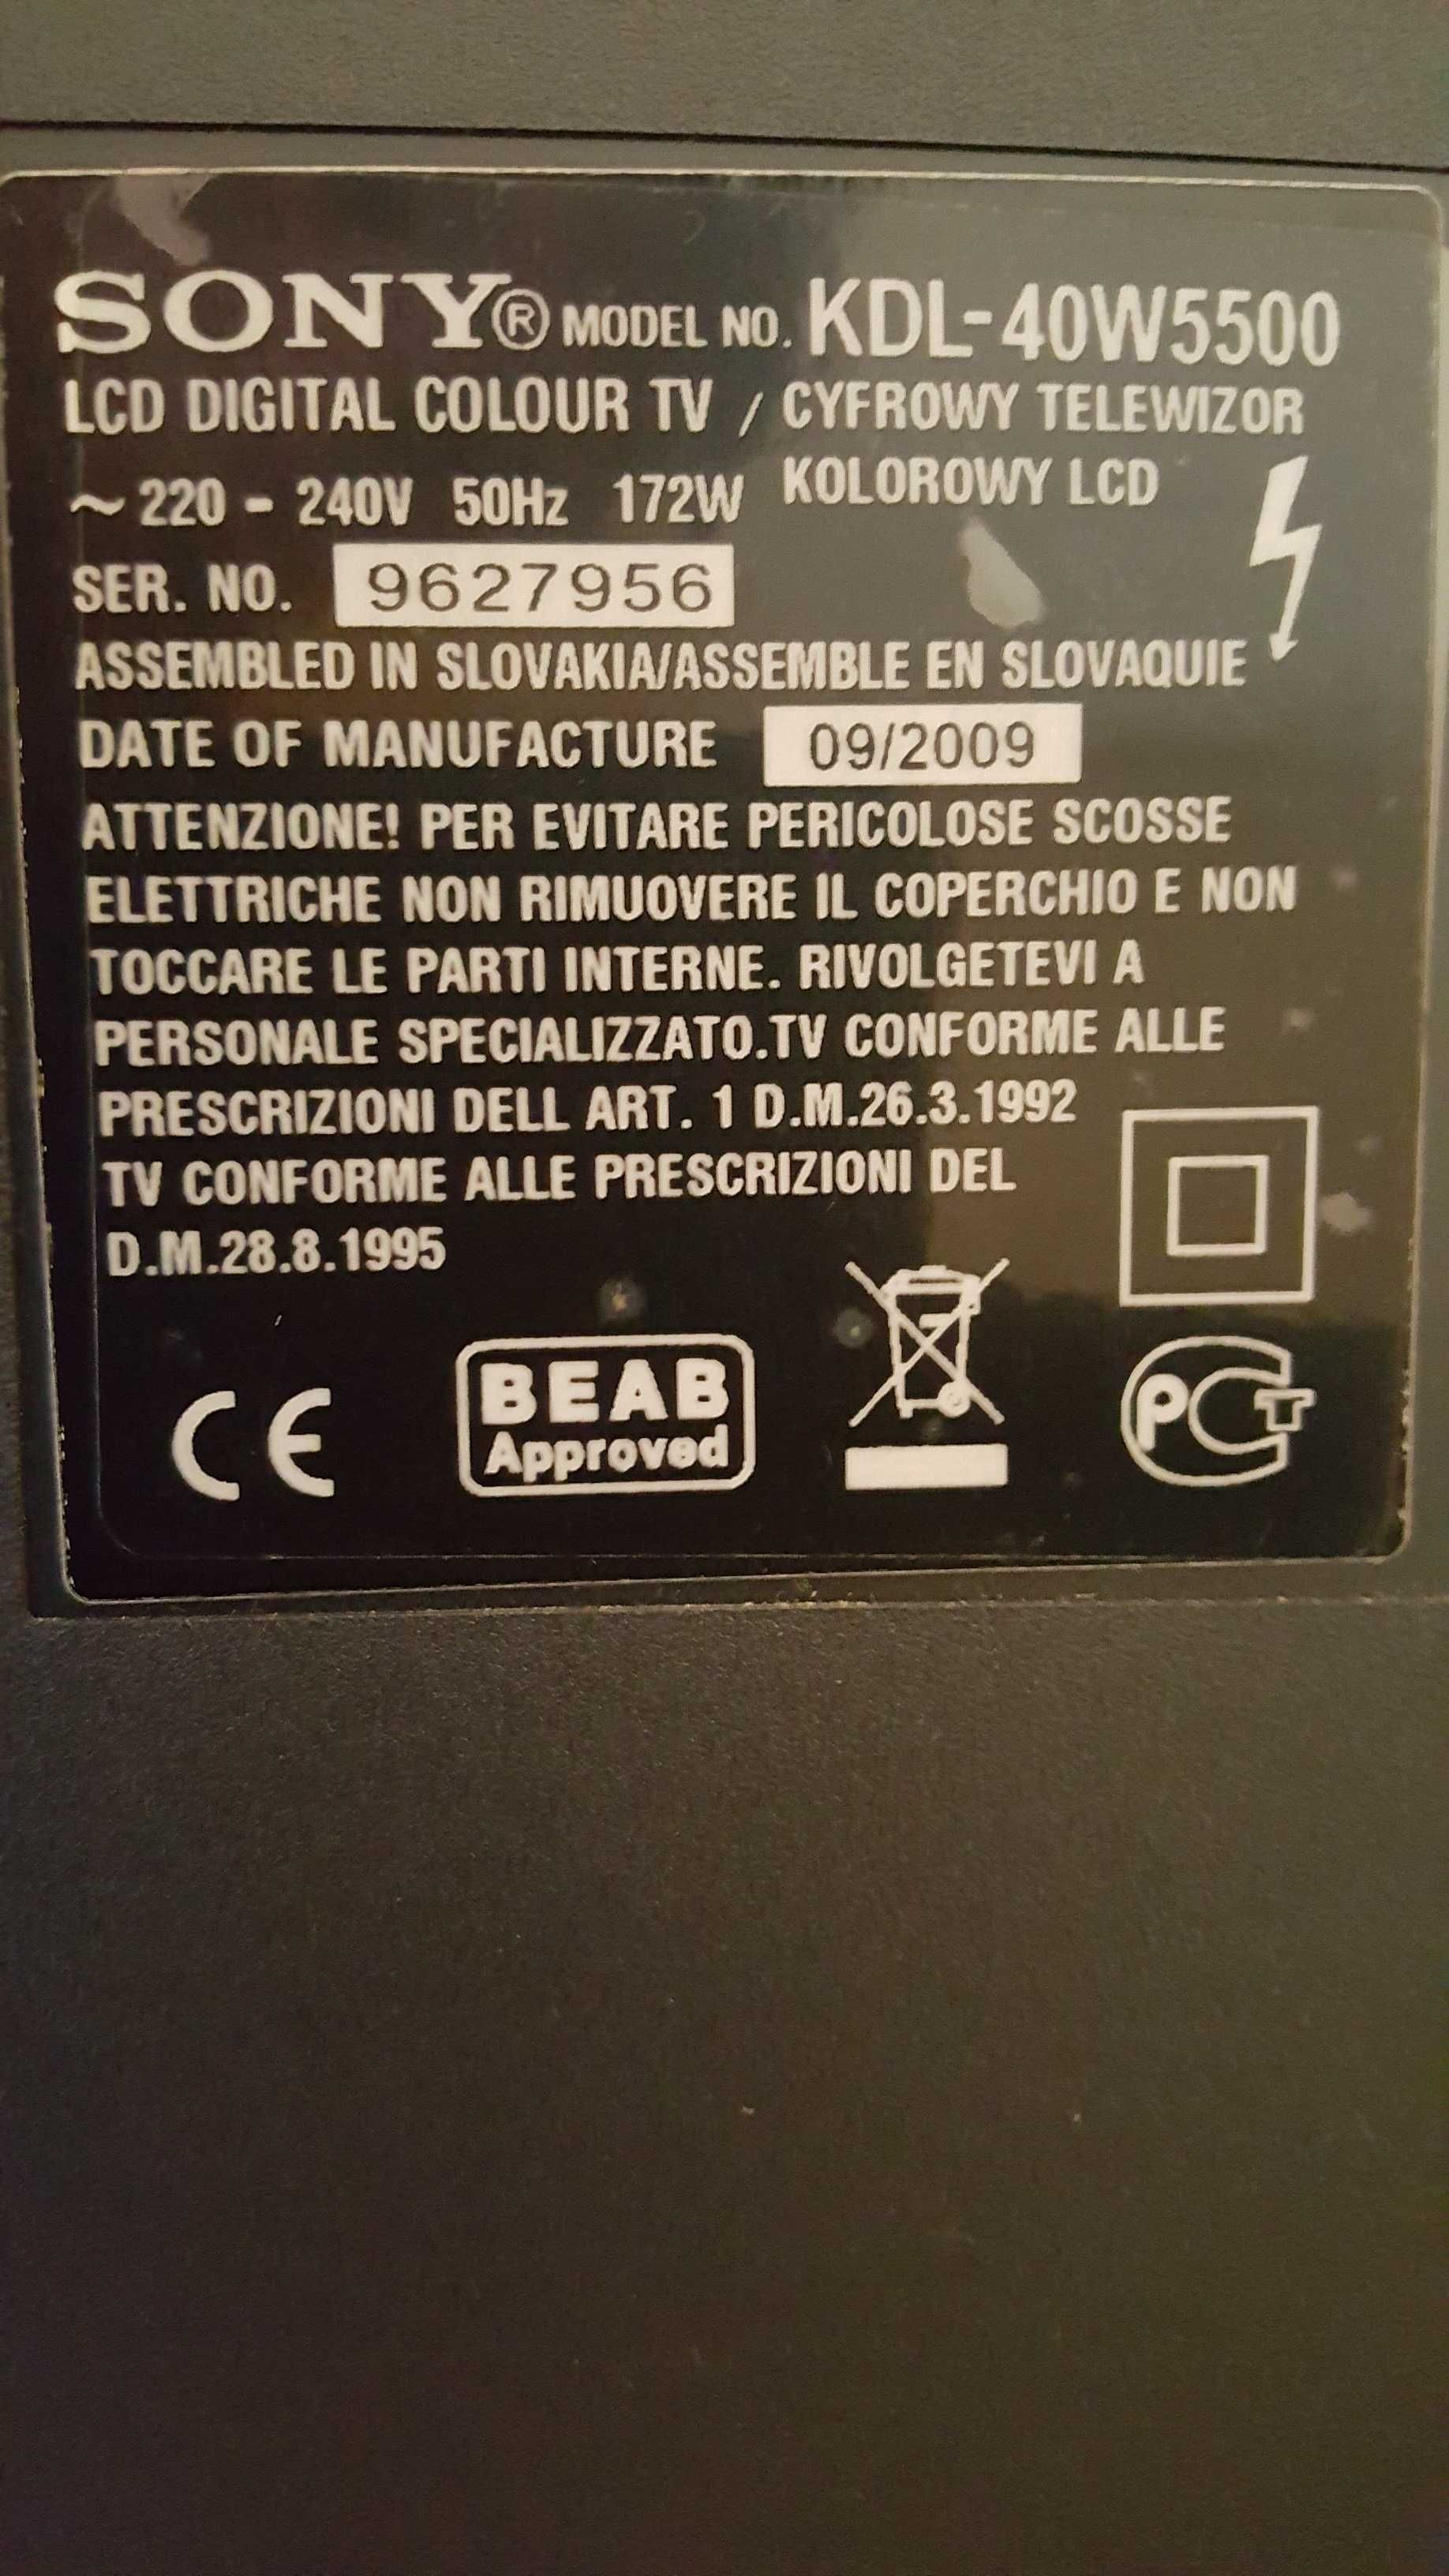 SONY® MODEL NO. KDL-40W5500
LCD DIGITAL COLOUR TV / CYFROWY TELEWIZOR
KOLOROWY LCD
~ 220 - 240V 50Hz 172W
SER. NO. 9627956
ASSEMBLED IN SLOVAKIA/ASSEMBLE EN SLOVAQUIE
DATE OF MANUFACTURE 09/2009
ATTENZIONE! PER EVITARE PERICOLOSE SCOSSE
ELETTRICHE NON RIMUOVERE IL COPERCHIO E NON
TOCCARE LE PARTI INTERNE. RIVOLGETEVI A
PERSONALE SPECIALIZZATO.TV CONFORME ALLE
PRESCRIZIONI DELL ART. 1 D.M.26.3.1992
TV CONFORME ALLE PRESCRIZIONI DEL
D.M.28.8.1995
CE
BEAB
Approved
РСТ